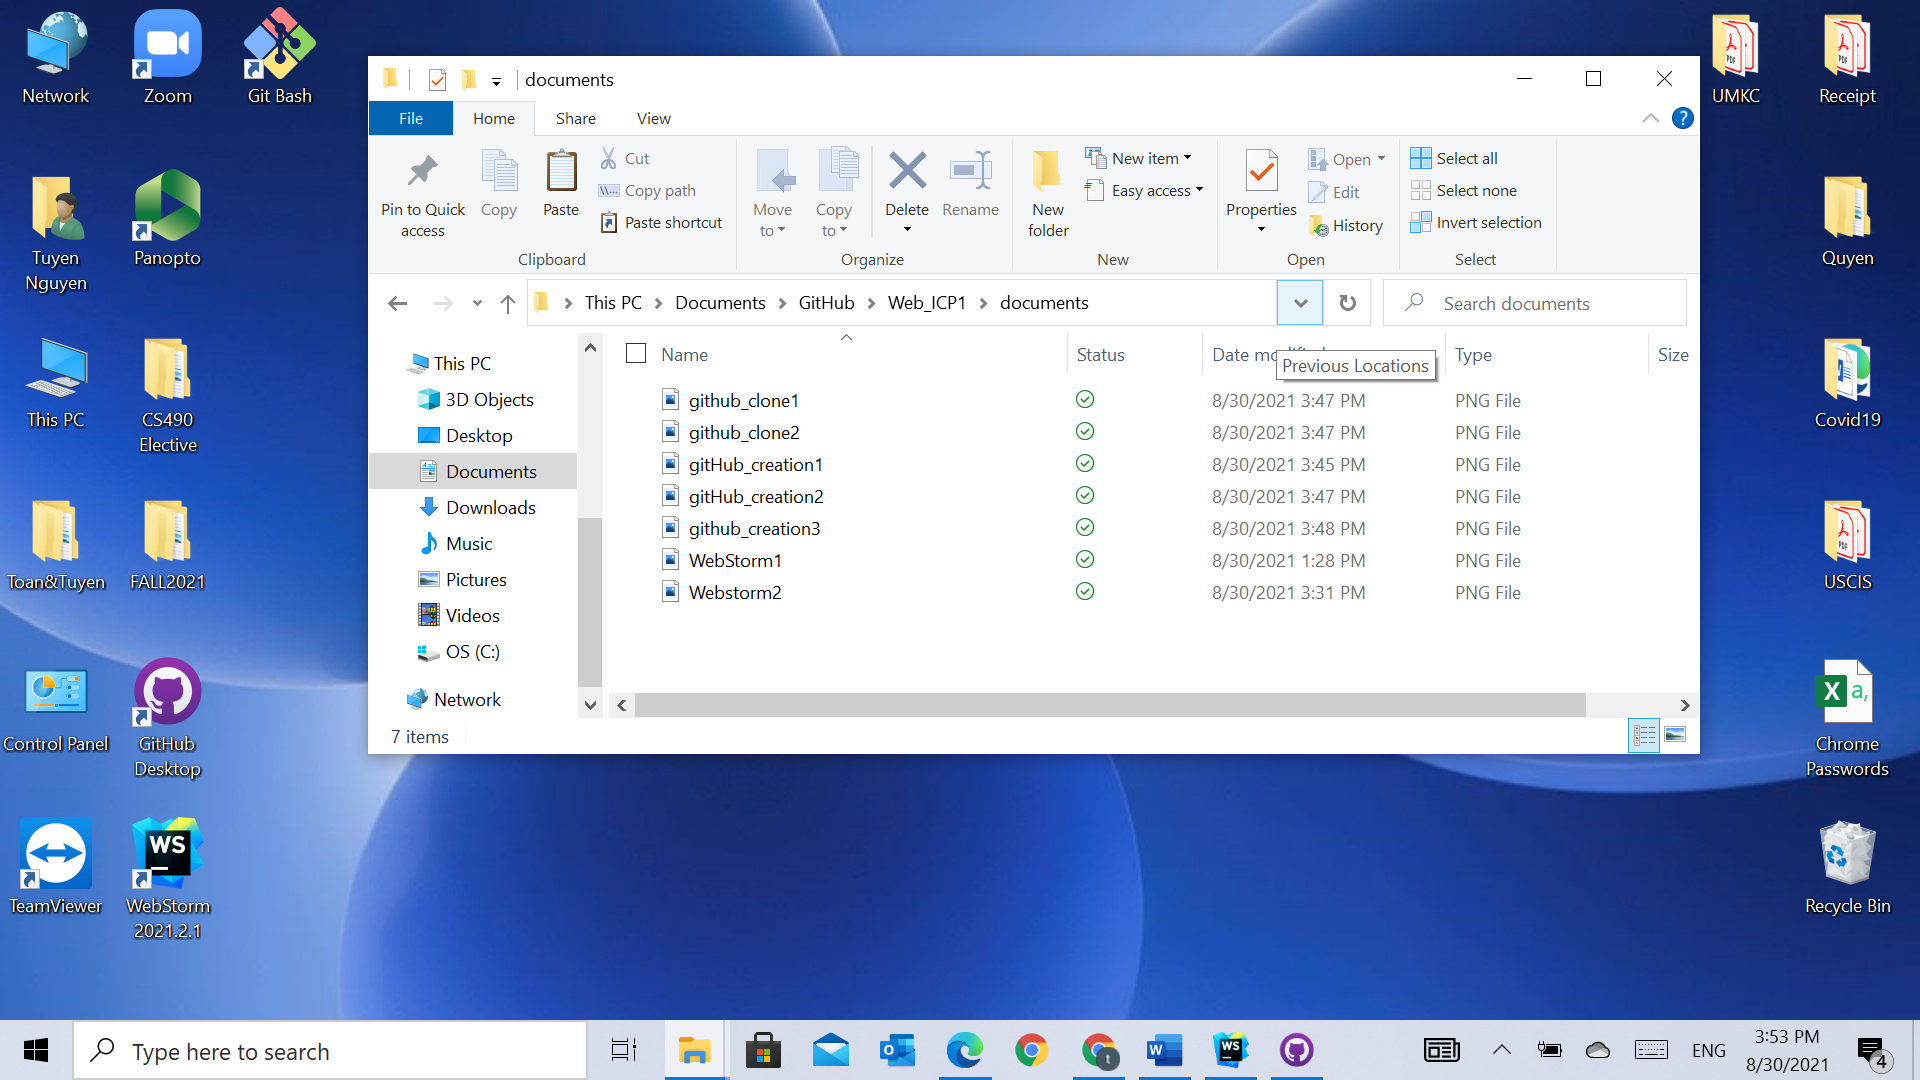 Network
Zoom
Git Bash
Tuyen
Nguyen
Panopto
This PC
CS490
Elective
Toan&Tuyen
FALL2021
Control Panel
GitHub
Desktop
TeamViewer
WS
WebStorm
2021.2.1
documents
File
Home
Share
View
?
Pin to Quick
access
Copy
Paste
Cut
Copy path
Paste shortcut
Clipboard
Move
to
Copy
to
Delete
Rename
Organize
New
folder
New item
Easy access
New
Properties
Open
Edit
History
Open
Select all
Select none
Invert selection
Select
This PC
Documents
GitHub
Web_ICP1
documents
Search documents
This PC
3D Objects
Desktop
Documents
Downloads
Music
Pictures
Videos
OS (C:)
Network
Name Status Date Type Size
Previous Locations
github_clone1 8/30/2021 3:47 PM PNG File
github_clone2 8/30/2021 3:47 PM PNG File
gitHub_creation1 8/30/2021 3:45 PM PNG File
gitHub_creation2 8/30/2021 3:47 PM PNG File
github_creation3 8/30/2021 3:48 PM PNG File
WebStorm1 8/30/2021 1:28 PM PNG File
Webstorm2 8/30/2021 3:31 PM PNG File
7 items
UMKC
Receipt
Quyen
Covid19
USCIS
X a,
Chrome
Passwords
Recycle Bin
Type here to search
t
W
WS
ENG
3:53 PM
8/30/2021
4